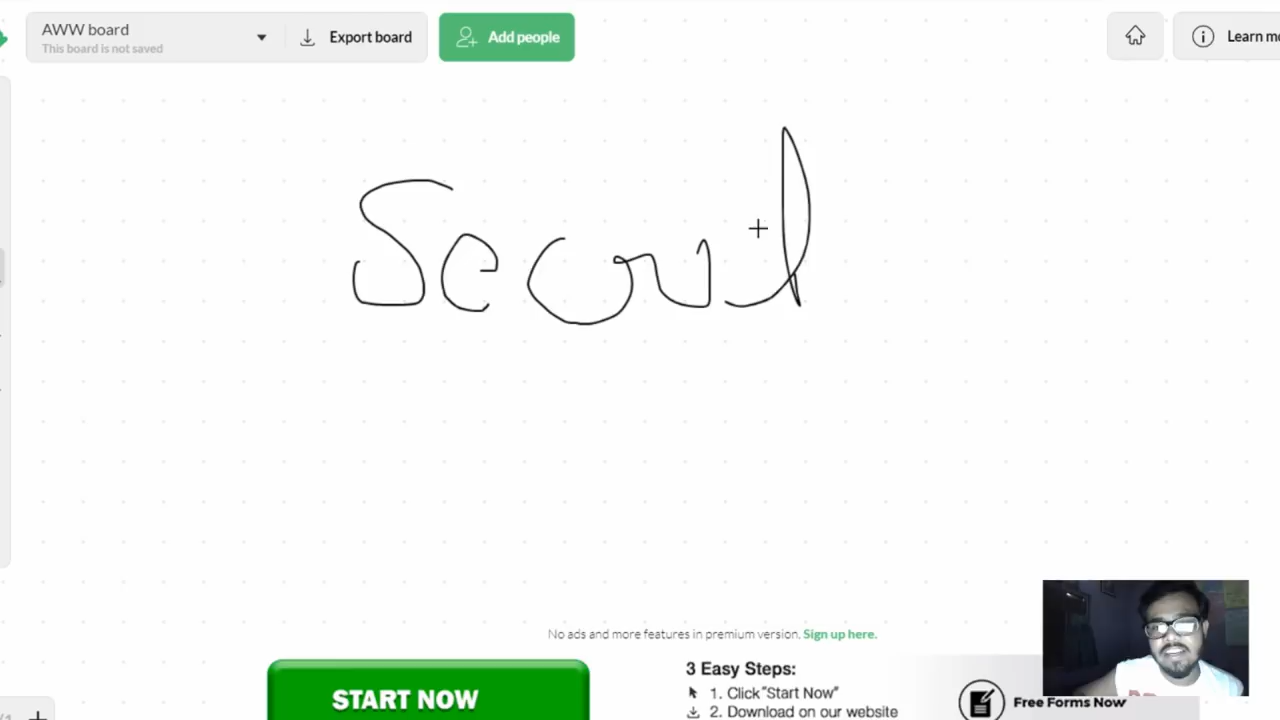 AWW board
This board is not saved
Export board
Add people
Learn mo
No ads and more features in premium version. Sign up here.
START NOW
3 Easy Steps:
1. Click "Start Now"
2. Download on our website
Free Forms Now